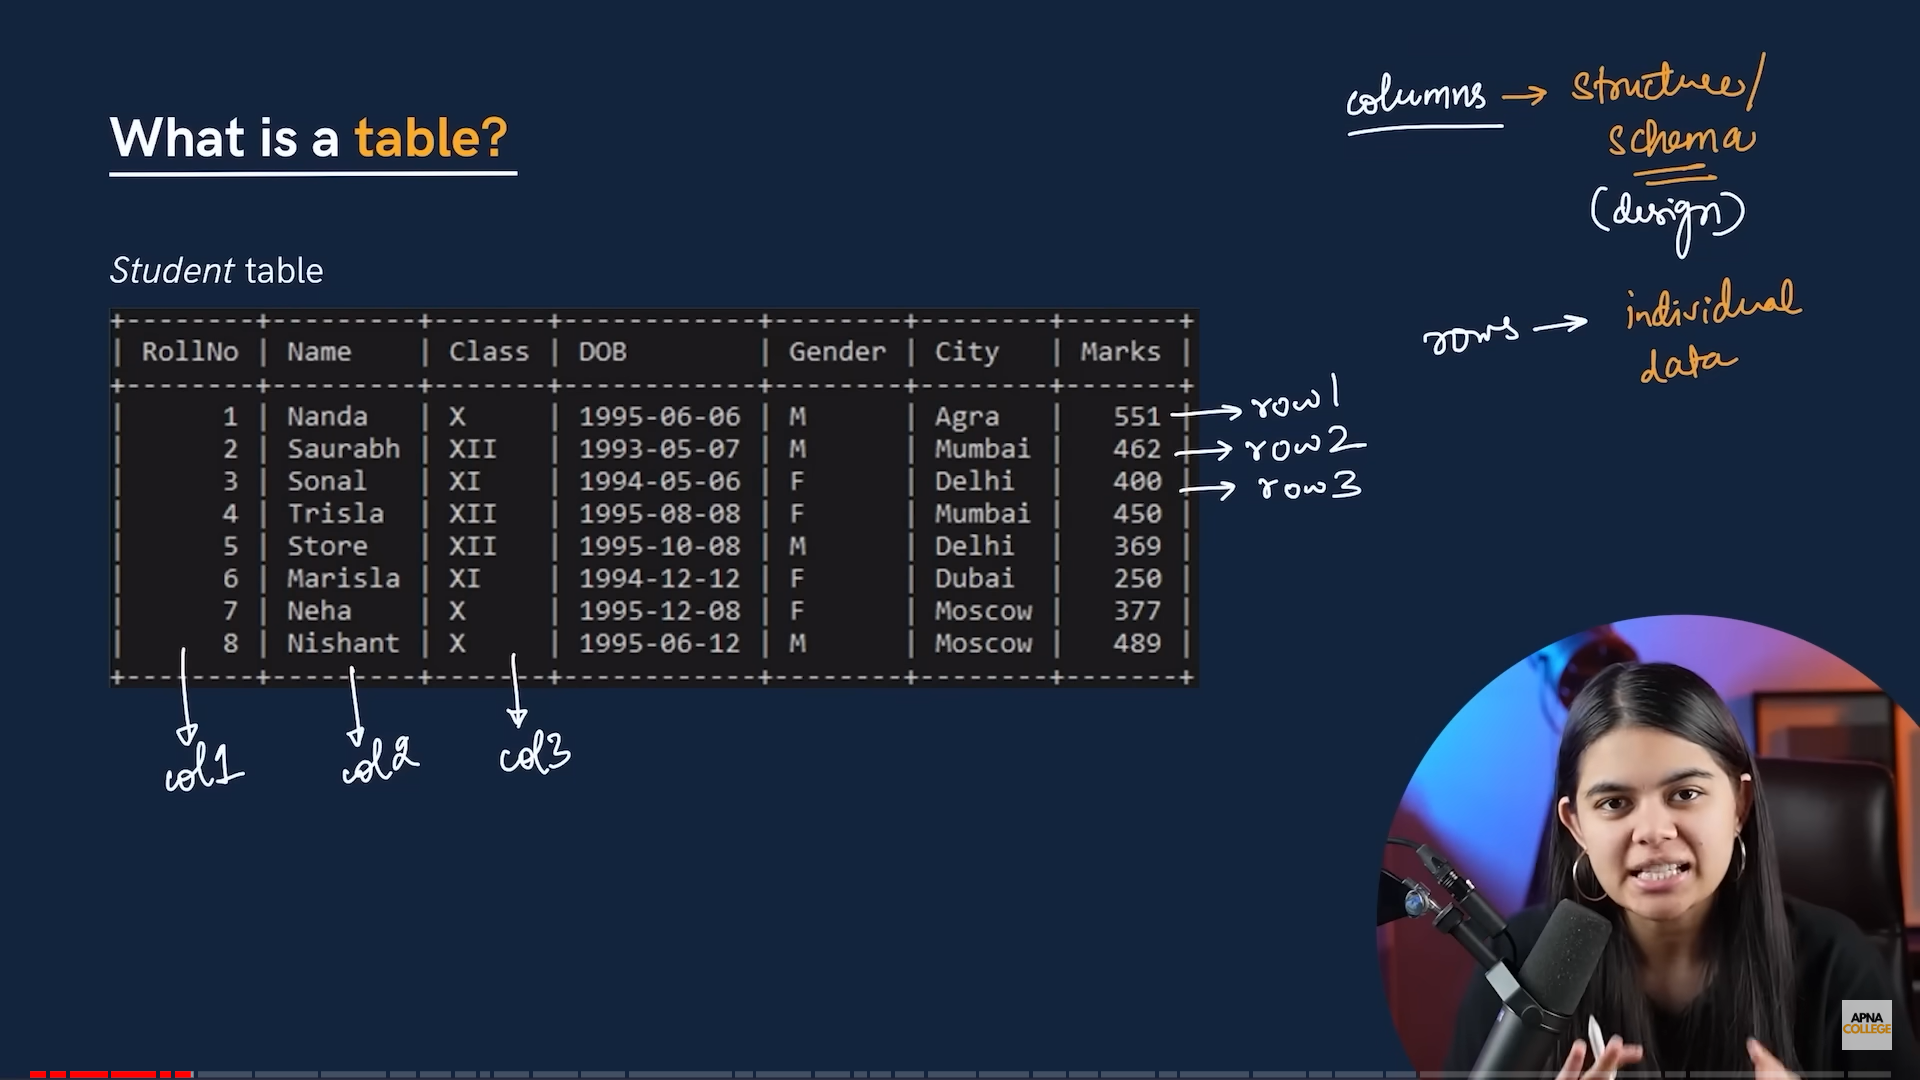 What is a table?
columns → structure/
schema
(design)
Student table
rows → individual
data
+--------+---------+-------+------------+--------+--------+-------+
| RollNo | Name    | Class | DOB        | Gender | City   | Marks |
+--------+---------+-------+------------+--------+--------+-------+
|      1 | Nanda   | X     | 1995-06-06 | M      | Agra   |   551 | → row1
|      2 | Saurabh | XII   | 1993-05-07 | M      | Mumbai |   462 | → row2
|      3 | Sonal   | XI    | 1994-05-06 | F      | Delhi  |   400 | → row3
|      4 | Trisla  | XII   | 1995-08-08 | F      | Mumbai |   450 |
|      5 | Store   | XII   | 1995-10-08 | M      | Delhi  |   369 |
|      6 | Marisla | XI    | 1994-12-12 | F      | Dubai  |   250 |
|      7 | Neha    | X     | 1995-12-08 | F      | Moscow |   377 |
|      8 | Nishant | X     | 1995-06-12 | M      | Moscow |   489 |
+--------+---------+-------+------------+--------+--------+-------+
col1 col2 col3
APNA
COLLEGE